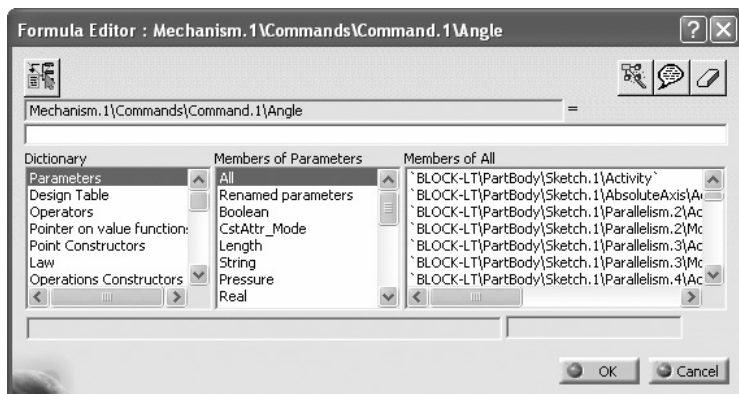 Formula Editor : Mechanism.1\Commands\Command.1\Angle
Mechanism.1\Commands\Command.1\Angle =
Dictionary Members of Parameters Members of All
Parameters All `BLOCK-LT\PartBody\Sketch.1\Activity`
Design Table Renamed parameters `BLOCK-LT\PartBody\Sketch.1\AbsoluteAxis\A
Operators Boolean `BLOCK-LT\PartBody\Sketch.1\Parallelism.2\Ac
Pointer on value function: CstAttr_Mode `BLOCK-LT\PartBody\Sketch.1\Parallelism.2\Mo
Point Constructors Length `BLOCK-LT\PartBody\Sketch.1\Parallelism.3\Ac
Law String `BLOCK-LT\PartBody\Sketch.1\Parallelism.3\Mo
Operations Constructors Pressure `BLOCK-LT\PartBody\Sketch.1\Parallelism.4\Ac
Real
OK Cancel